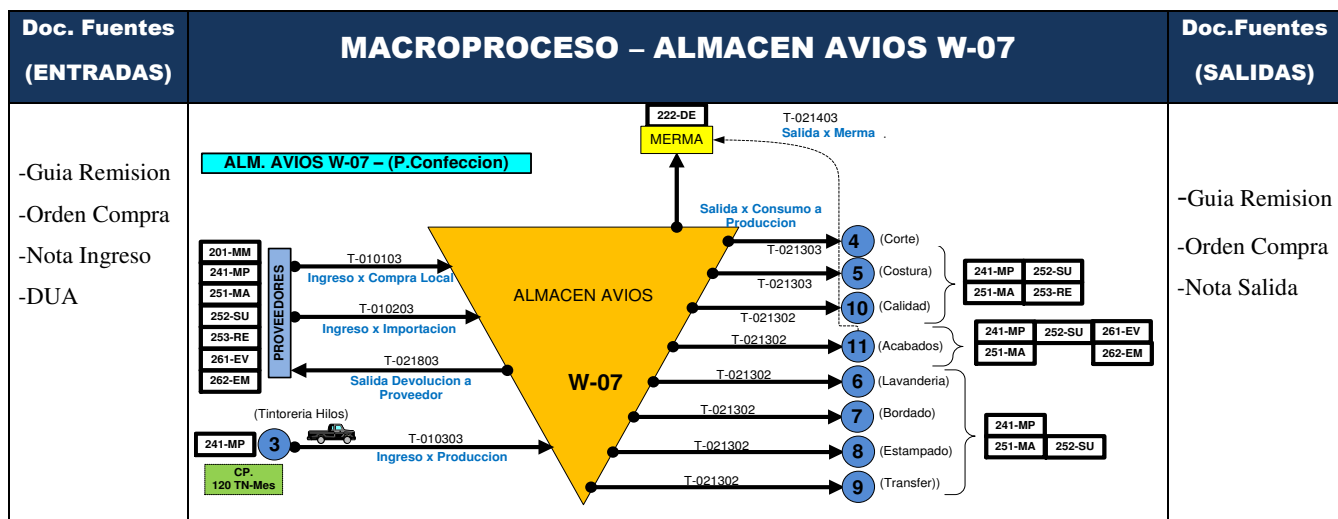 Doc. Fuentes
(ENTRADAS)
MACROPROCESO – ALMACEN AVIOS W-07
Doc.Fuentes
(SALIDAS)
-Guia Remision
-Orden Compra
-Nota Ingreso
-DUA
222-DE
MERMA
T-021403
Salida x Merma .
ALM. AVIOS W-07 – (P.Confeccion)
201-MM
241-MP
251-MA
252-SU
253-RE
261-EV
262-EM
PROVEEDORES
T-010103
Ingreso x Compra Local
T-010203
Ingreso x Importacion
T-021803
Salida Devolucion a
Proveedor
(Tintoreria Hilos)
241-MP
3
T-010303
Ingreso x Produccion
CP.
120 TN-Mes
ALMACEN AVIOS
W-07
Salida x Consumo a
Produccion
T-021303
4 (Corte)
T-021303
5 (Costura)
T-021302
10 (Calidad)
T-021302
11 (Acabados)
T-021302
6 (Lavanderia)
T-021302
7 (Bordado)
T-021302
8 (Estampado)
T-021302
9 (Transfer))
241-MP 252-SU
251-MA 253-RE
241-MP 252-SU 261-EV
251-MA 262-EM
241-MP
251-MA 252-SU
-Guia Remision
-Orden Compra
-Nota Salida